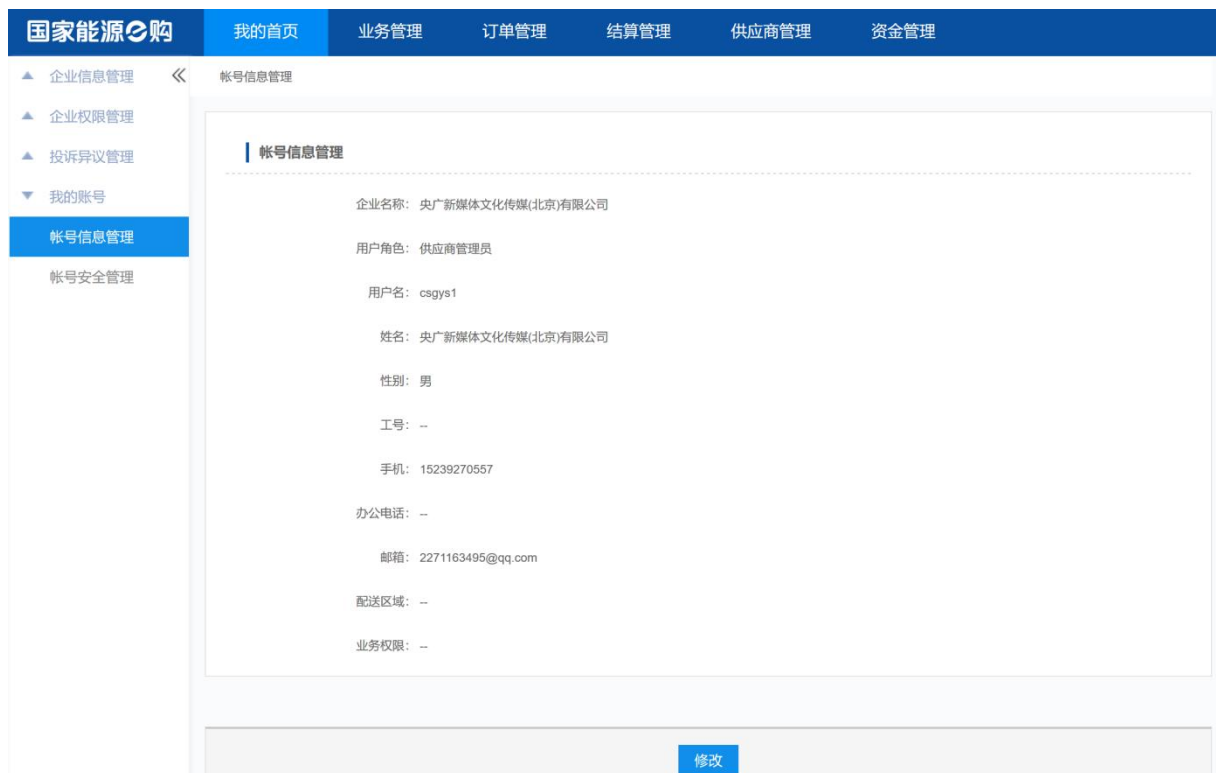 国家能源e购
我的首页 业务管理 订单管理 结算管理 供应商管理 资金管理
企业信息管理
企业权限管理
投诉异议管理
我的账号
帐号信息管理
帐号安全管理
帐号信息管理
帐号信息管理
企业名称： 央广新媒体文化传媒(北京)有限公司
用户角色： 供应商管理员
用户名： csgys1
姓名： 央广新媒体文化传媒(北京)有限公司
性别： 男
工号： --
手机： 15239270557
办公电话： --
邮箱： 2271163495@qq.com
配送区域： --
业务权限： --
修改